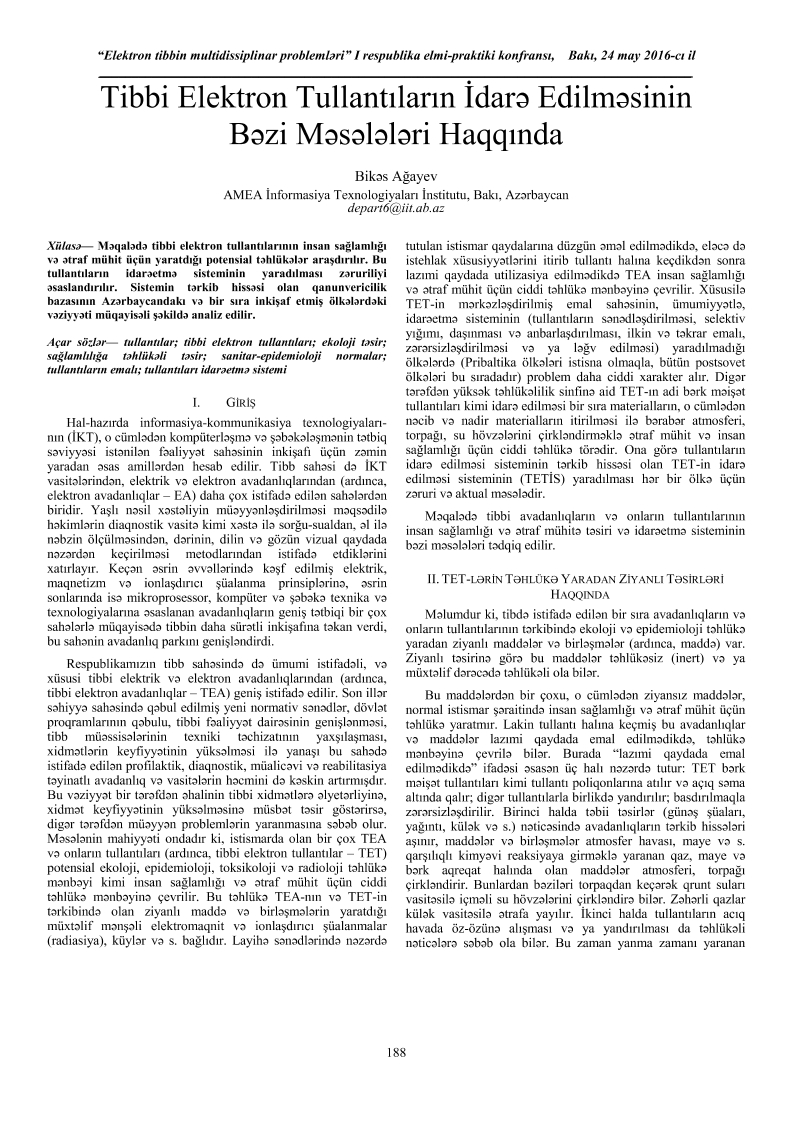 “Elektron tibbin multidissiplinar problemləri” I respublika elmi-praktiki konfransı, Bakı, 24 may 2016-cı il
Tibbi Elektron Tullantıların İdarə Edilməsinin
Bəzi Məsələləri Haqqında
Bikəs Ağayev
AMEA İnformasiya Texnologiyaları İnstitutu, Bakı, Azərbaycan
depart6@iit.ab.az
Xülasə— Məqalədə tibbi elektron tullantılarının insan sağlamlığı
və ətraf mühit üçün yaratdığı potensial təhlükələr araşdırılır. Bu
tullantıların idarəetmə sisteminin yaradılması zəruriliyi
əsaslandırılır. Sistemin tərkib hissəsi olan qanunvericilik
bazasının Azərbaycandakı və bir sıra inkişaf etmiş ölkələrdəki
vəziyyəti müqayisəli şəkildə analiz edilir.
Açar sözlər— tullantılar; tibbi elektron tullantıları; ekoloji təsir;
sağlamlılığa təhlükəli təsir; sanitar-epidemioloji normalar;
tullantıların emalı; tullantıları idarəetmə sistemi
I. GİRİŞ
Hal-hazırda informasiya-kommunikasiya texnologiyaları-
nın (İKT), o cümlədən kompüterləşmə və şəbəkələşmənin tətbiq
səviyyəsi istənilən fəaliyyət sahəsinin inkişafı üçün zəmin
yaradan əsas amillərdən hesab edilir. Tibb sahəsi də İKT
vasitələrindən, elektrik və elektron avadanlıqlarından (ardınca,
elektron avadanlıqlar – EA) daha çox istifadə edilən sahələrdən
biridir. Yaşlı nəsil xəstəliyin müəyyənləşdirilməsi məqsədilə
həkimlərin diaqnostik vasitə kimi xəstə ilə sorğu-sualdan, əl ilə
nəbzin ölçülməsindən, dərinin, dilin və gözün vizual qaydada
nəzərdən keçirilməsi metodlarından istifadə etdiklərini
xatırlayır. Keçən əsrin əvvəllərində kəşf edilmiş elektrik,
maqnetizm və ionlaşdırıcı şüalanma prinsiplərinə, əsrin
sonlarında isə mikroprosessor, kompüter və şəbəkə texnika və
texnologiyalarına əsaslanan avadanlıqların geniş tətbiqi bir çox
sahələrlə müqayisədə tibbin daha sürətli inkişafına təkan verdi,
bu sahənin avadanlıq parkını genişləndirdi.
Respublikamızın tibb sahəsində də ümumi istifadəli, və
xüsusi tibbi elektrik və elektron avadanlıqlarından (ardınca,
tibbi elektron avadanlıqlar – TEA) geniş istifadə edilir. Son illər
səhiyyə sahəsində qəbul edilmiş yeni normativ sənədlər, dövlət
proqramlarının qəbulu, tibbi fəaliyyət dairəsinin genişlənməsi,
tibb müəssisələrinin texniki təchizatının yaxşılaşması,
xidmətlərin keyfiyyətinin yüksəlməsi ilə yanaşı bu sahədə
istifadə edilən profilaktik, diaqnostik, müalicəvi və reabilitasiya
təyinatlı avadanlıq və vasitələrin həcmini də kəskin artırmışdır.
Bu vəziyyət bir tərəfdən əhalinin tibbi xidmətlərə əlyetərliyinə,
xidmət keyfiyyətinin yüksəlməsinə müsbət təsir göstərirsə,
digər tərəfdən müəyyən problemlərin yaranmasına səbəb olur.
Məsələnin mahiyyəti ondadır ki, istismarda olan bir çox TEA
və onların tullantıları (ardınca, tibbi elektron tullantılar – TET)
potensial ekoloji, epidemioloji, toksikoloji və radioloji təhlükə
mənbəyi kimi insan sağlamlığı və ətraf mühit üçün ciddi
təhlükə mənbəyinə çevrilir. Bu təhlükə TEA-nın və TET-in
tərkibində olan ziyanlı maddə və birləşmələrin yaratdığı
müxtəlif mənşəli elektromaqnit və ionlaşdırıcı şüalanmalar
(radiasiya), küylər və s. bağlıdır. Layihə sənədlərində nəzərdə
tutulan istismar qaydalarına düzgün əməl edilmədikdə, eləcə də
istehlak xüsusiyyətlərini itirib tullantı halına keçdikdən sonra
lazımi qaydada utilizasiya edilmədikdə TEA insan sağlamlığı
və ətraf mühit üçün ciddi təhlükə mənbəyinə çevrilir. Xüsusilə
TET-in mərkəzləşdirilmiş emal sahəsinin, ümumiyyətlə,
idarəetmə sisteminin (tullantıların sənədləşdirilməsi, selektiv
yığımı, daşınması və anbarlaşdırılması, ilkin və təkrar emalı,
zərərsizləşdirilməsi və ya ləğv edilməsi) yaradılmadığı
ölkələrdə (Pribaltika ölkələri istisna olmaqla, bütün postsovet
ölkələri bu sıradadır) problem daha ciddi xarakter alır. Digər
tərəfdən yüksək təhlükəlilik sinfinə aid TET-ın adi bərk məişət
tullantıları kimi idarə edilməsi bir sıra materialların, o cümlədən
nəcib və nadir materialların itirilməsi ilə bərabər atmosferi,
torpağı, su hövzələrini çirkləndirməklə ətraf mühit və insan
sağlamlığı üçün ciddi təhlükə törədir. Ona görə tullantıların
idarə edilməsi sisteminin tərkib hissəsi olan TET-in idarə
edilməsi sisteminin (TETİS) yaradılması hər bir ölkə üçün
zəruri və aktual məsələdir.
Məqalədə tibbi avadanlıqların və onların tullantılarının
insan sağlamlığı və ətraf mühitə təsiri və idarəetmə sisteminin
bəzi məsələləri tədqiq edilir.
II. TET-LƏRİN TƏHLÜKƏ YARADAN ZİYANLI TƏSİRLƏRİ
HAQQINDA
Məlumdur ki, tibdə istifadə edilən bir sıra avadanlıqların və
onların tullantılarının tərkibində ekoloji və epidemioloji təhlükə
yaradan ziyanlı maddələr və birləşmələr (ardınca, maddə) var.
Ziyanlı təsirinə görə bu maddələr təhlükəsiz (inert) və ya
müxtəlif dərəcədə təhlükəli ola bilər.
Bu maddələrdən bir çoxu, o cümlədən ziyansız maddələr,
normal istismar şəraitində insan sağlamlığı və ətraf mühit üçün
təhlükə yaratmır. Lakin tullantı halına keçmiş bu avadanlıqlar
və maddələr lazımi qaydada emal edilmədikdə, təhlükə
mənbəyinə çevrilə bilər. Burada “lazımi qaydada emal
edilmədikdə” ifadəsi əsasən üç halı nəzərdə tutur: TET bərk
məişət tullantıları kimi tullantı poliqonlarına atılır və açıq səma
altında qalır; digər tullantılarla birlikdə yandırılır; basdırılmaqla
zərərsizləşdirilir. Birinci halda təbii təsirlər (günəş şüaları,
yağıntı, külək və s.) nəticəsində avadanlıqların tərkib hissələri
aşınır, maddələr və birləşmələr atmosfer havası, maye və s.
qarşılıqlı kimyəvi reaksiyaya girməklə yaranan qaz, maye və
bərk aqreqat halında olan maddələr atmosferi, torpağı
çirkləndirir. Bunlardan bəziləri torpaqdan keçərək qrunt suları
vasitəsilə içməli su hövzələrini çirkləndirə bilər. Zəhərli qazlar
külək vasitəsilə ətrafa yayılır. İkinci halda tullantıların acıq
havada öz-özünə alışması və ya yandırılması da təhlükəli
nəticələrə səbəb ola bilər. Bu zaman yanma zamanı yaranan
188